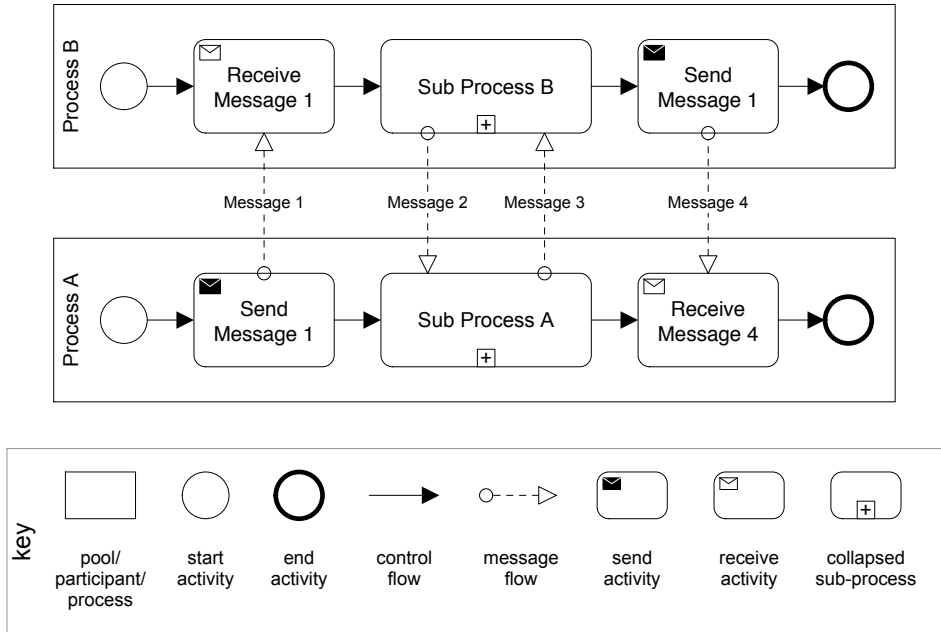 Process B
Receive
Message 1
Sub Process B
Send
Message 1
Message 1
Message 2
Message 3
Message 4
Process A
Send
Message 1
Sub Process A
Receive
Message 4
key
pool/
participant/
process
start
activity
end
activity
control
flow
message
flow
send
activity
receive
activity
collapsed
sub-process